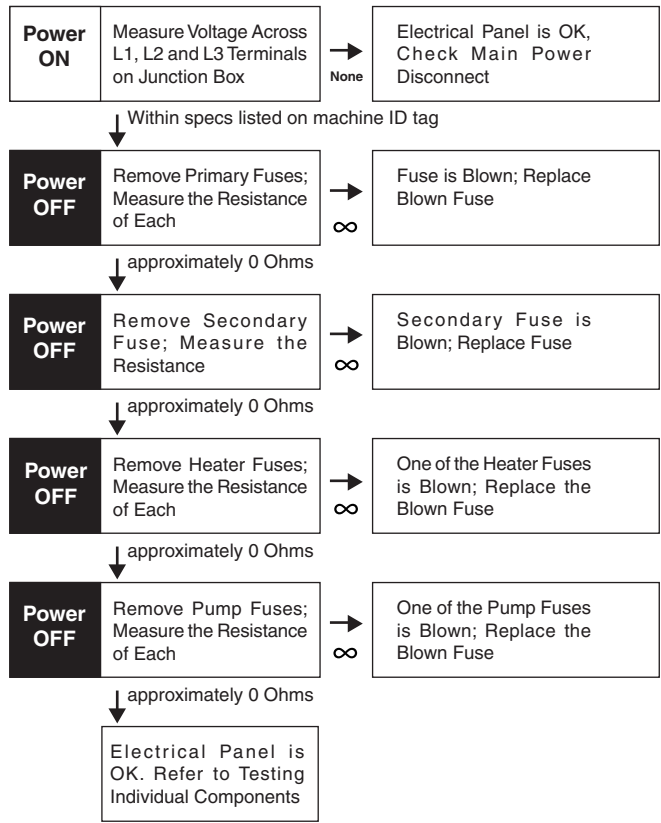 Power
ON
Measure Voltage Across
L1, L2 and L3 Terminals
on Junction Box
None
Electrical Panel is OK,
Check Main Power
Disconnect
Within specs listed on machine ID tag
Power
OFF
Remove Primary Fuses;
Measure the Resistance
of Each
∞
Fuse is Blown; Replace
Blown Fuse
approximately 0 Ohms
Power
OFF
Remove Secondary
Fuse; Measure the
Resistance
∞
Secondary Fuse is
Blown; Replace Fuse
approximately 0 Ohms
Power
OFF
Remove Heater Fuses;
Measure the Resistance
of Each
∞
One of the Heater Fuses
is Blown; Replace the
Blown Fuse
approximately 0 Ohms
Power
OFF
Remove Pump Fuses;
Measure the Resistance
of Each
∞
One of the Pump Fuses
is Blown; Replace the
Blown Fuse
approximately 0 Ohms
Electrical Panel is
OK. Refer to Testing
Individual Components